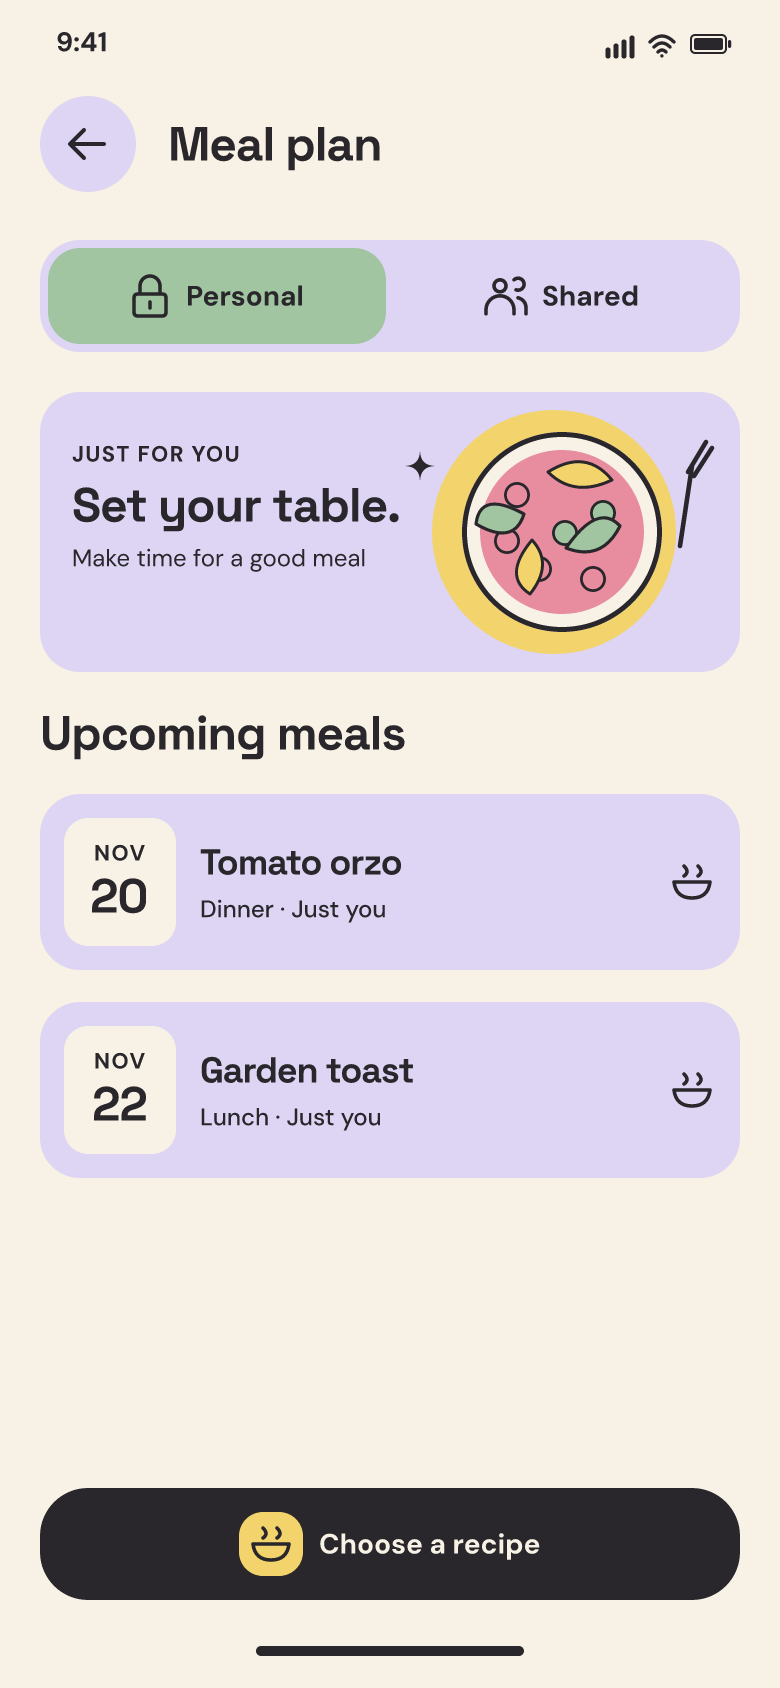 9:41
Meal plan
Personal
Shared
JUST FOR YOU
Set your table.
Make time for a good meal
Upcoming meals
NOV
20
Tomato orzo
Dinner · Just you
NOV
22
Garden toast
Lunch · Just you
Choose a recipe